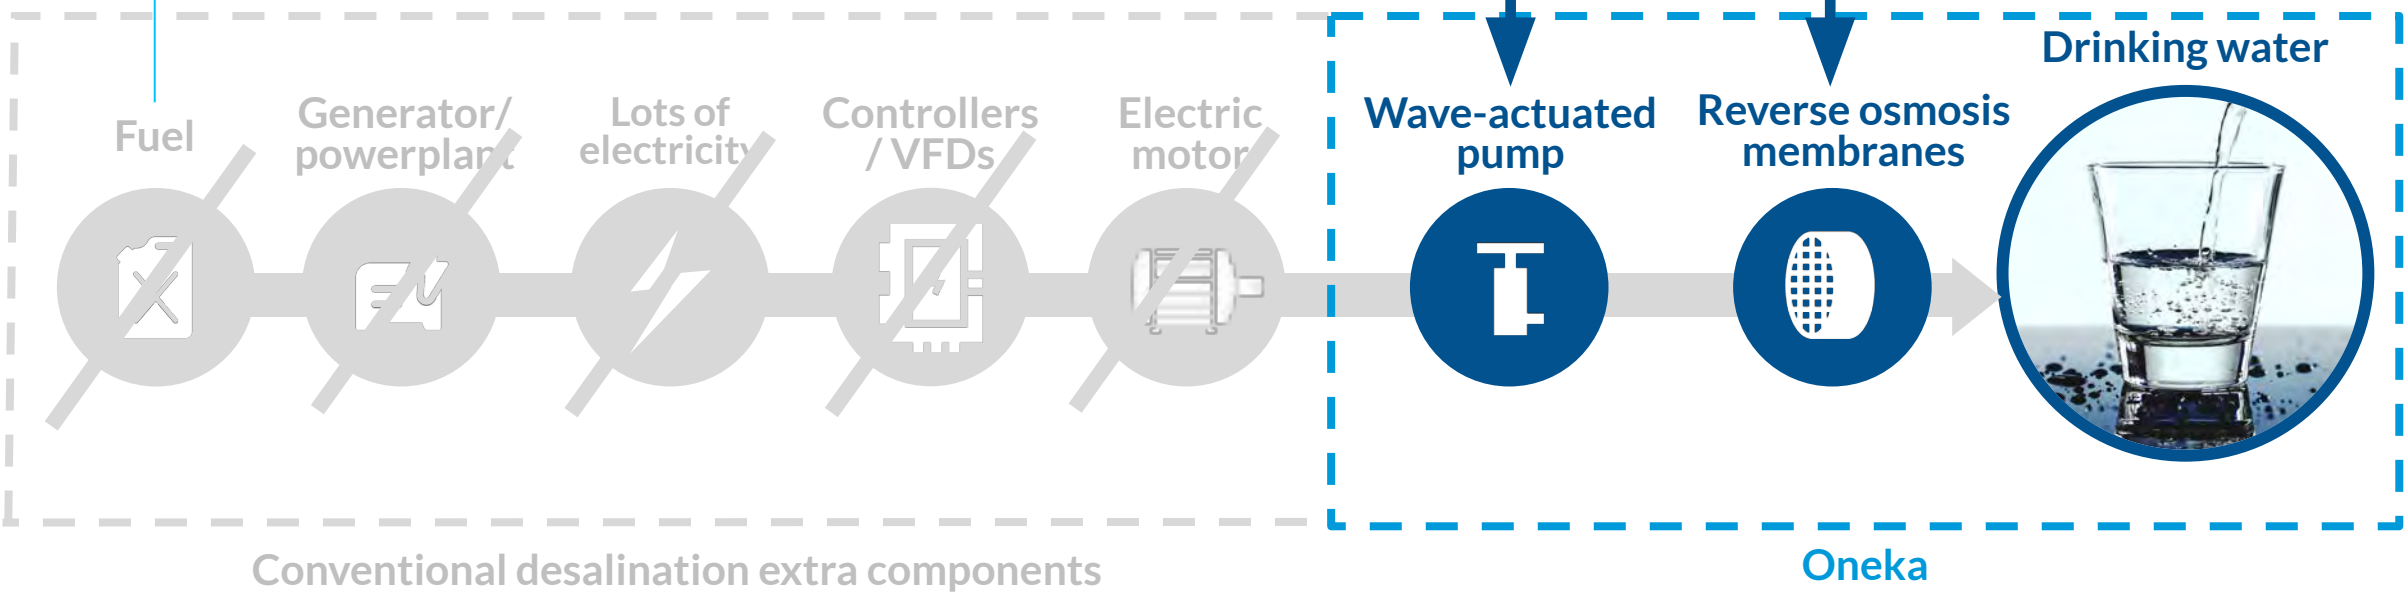 Drinking water
Fuel
Generator/
powerplant
Lots of
electricity
Controllers
/ VFDs
Electric
motor
Wave-actuated
pump
Reverse osmosis
membranes
Conventional desalination extra components
Oneka